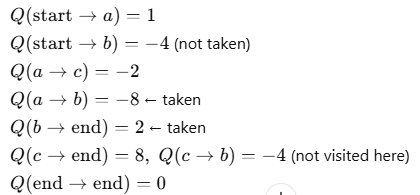 Q(start → a) = 1
Q(start → b) = −4 (not taken)
Q(a → c) = −2
Q(a → b) = −8 ← taken
Q(b → end) = 2 ← taken
Q(c → end) = 8, Q(c → b) = −4 (not visited here)
Q(end → end) = 0